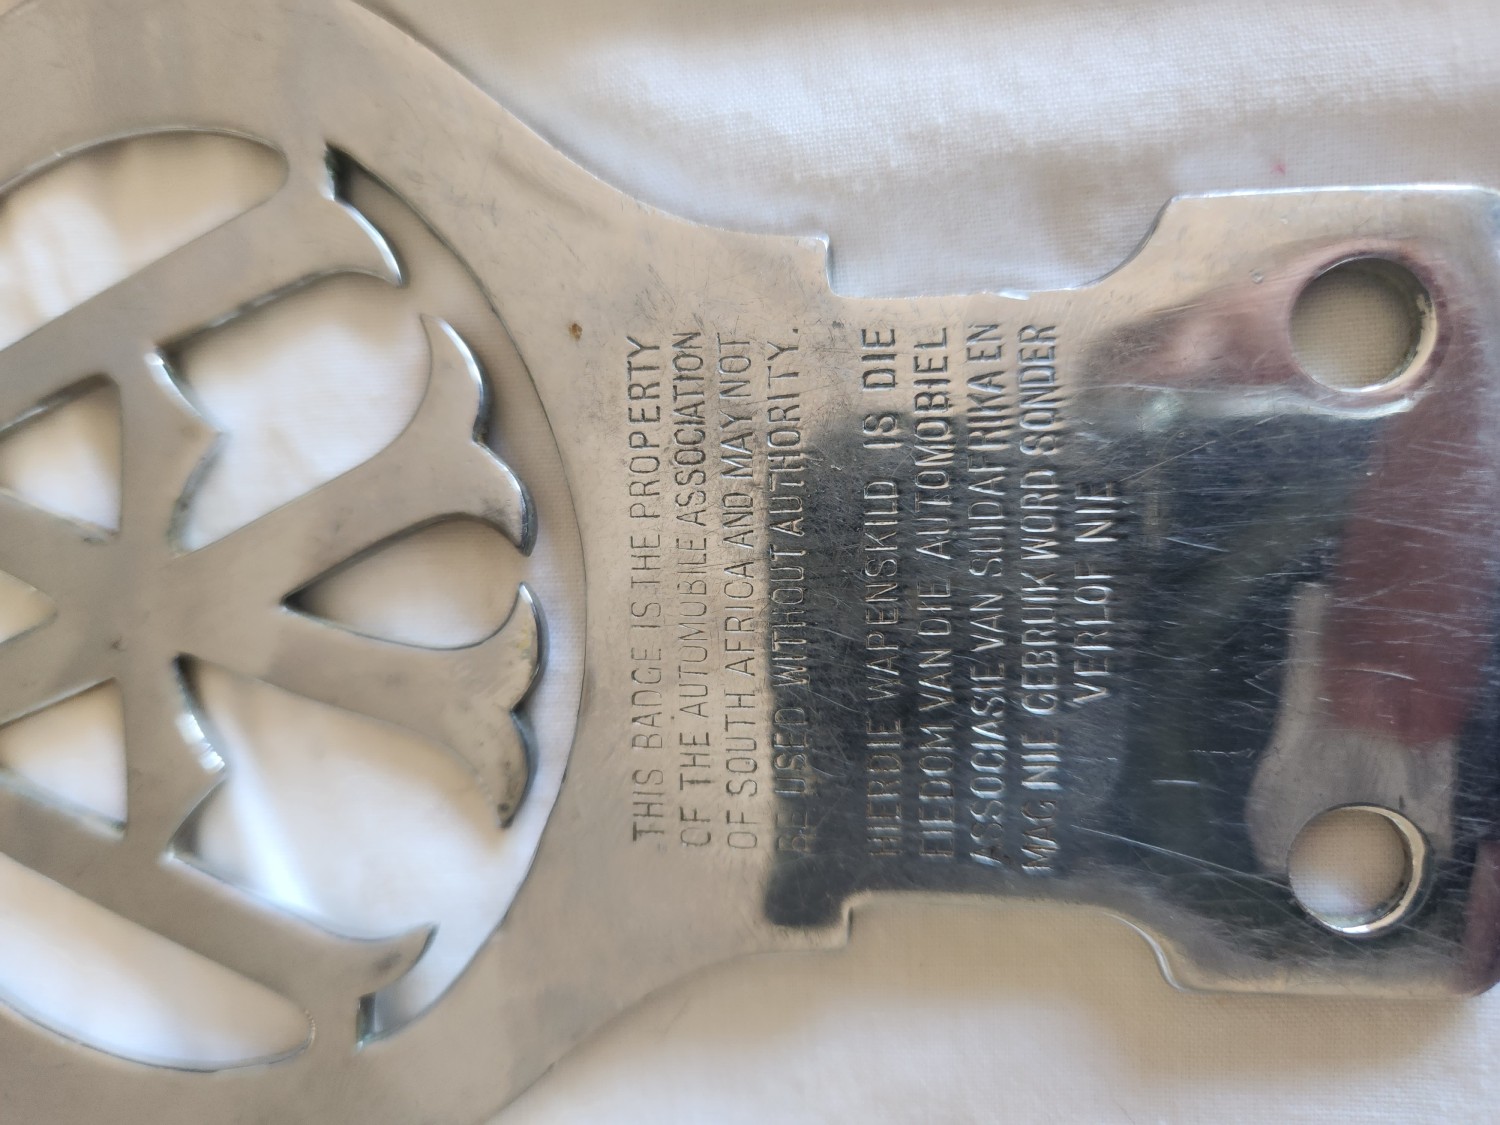 THIS BADGE IS THE PROPERTY
OF THE AUTOMOBILE ASSOCIATION
OF SOUTH AFRICA AND MAY NOT
BE USED WITHOUT AUTHORITY.
HIERDIE WAPENSKILD IS DIE
EIEDOM VAN DIE AUTOMOBIEL
ASSOCIASIE VAN SUIDAFRIKA EN
MAG NIE GEBRUIK WORD SONDER
VERLOF NIE